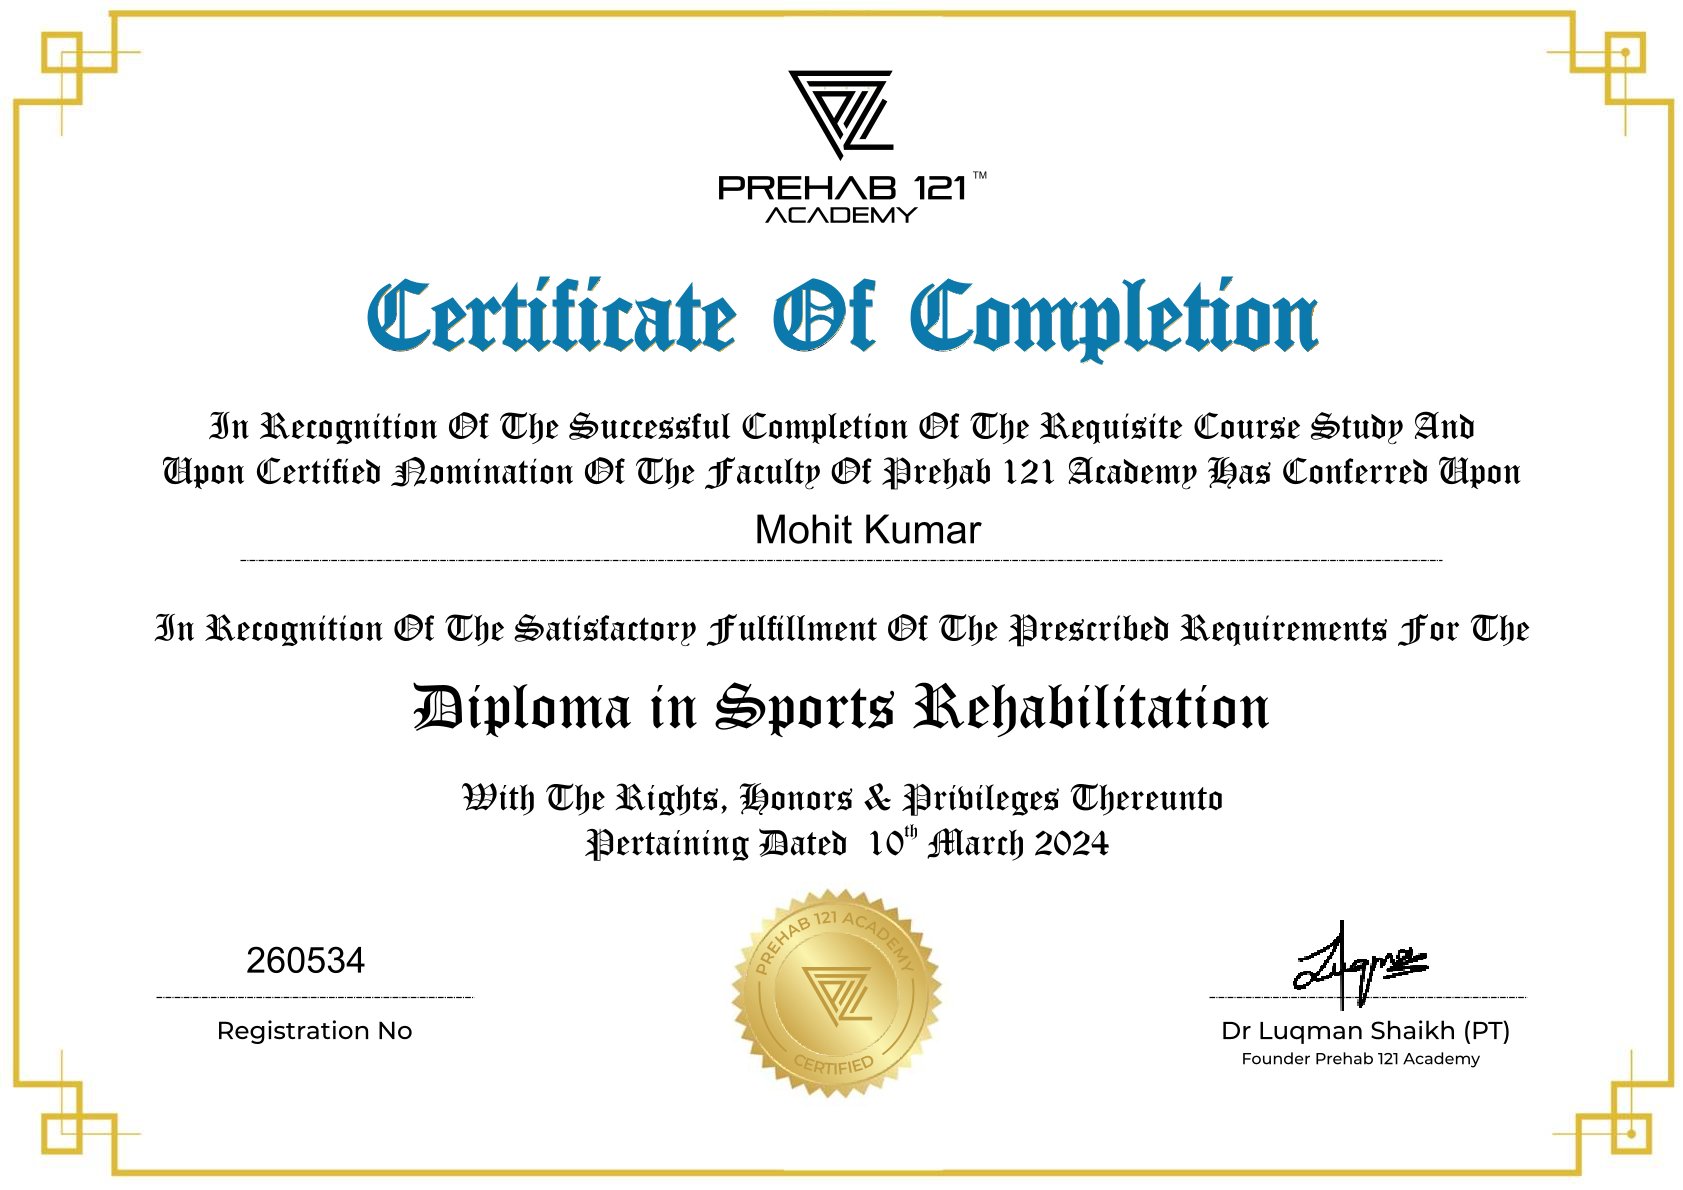 PREHAB 121 TM
ACADEMY
Certificate Of Completion
In Recognition Of The Successful Completion Of The Requisite Course Study And
Upon Certified Nomination Of The Faculty Of Prehab 121 Academy Has Conferred Upon
Mohit Kumar
In Recognition Of The Satisfactory Fulfillment Of The Prescribed Requirements For The
Diploma in Sports Rehabilitation
With The Rights, Honors & Privileges Thereunto
Pertaining Dated 10th March 2024
PREHAB 121 ACADEMY
CERTIFIED
260534
Registration No
Luqman
Dr Luqman Shaikh (PT)
Founder Prehab 121 Academy